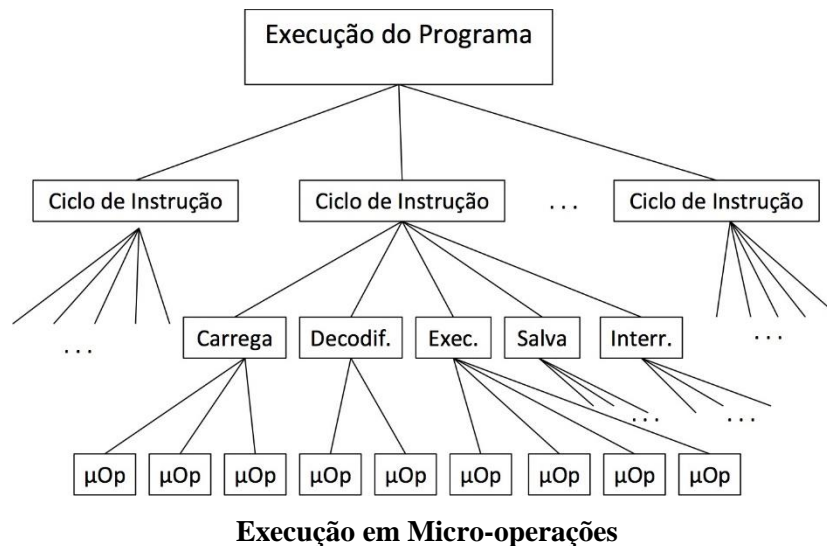 Execução do Programa
Ciclo de Instrução
Ciclo de Instrução
. . .
Ciclo de Instrução
. . .
Carrega
Decodif.
Exec.
Salva
Interr.
. . .
. . .
. . .
µOp
µOp
µOp
µOp
µOp
µOp
µOp
µOp
µOp
Execução em Micro-operações